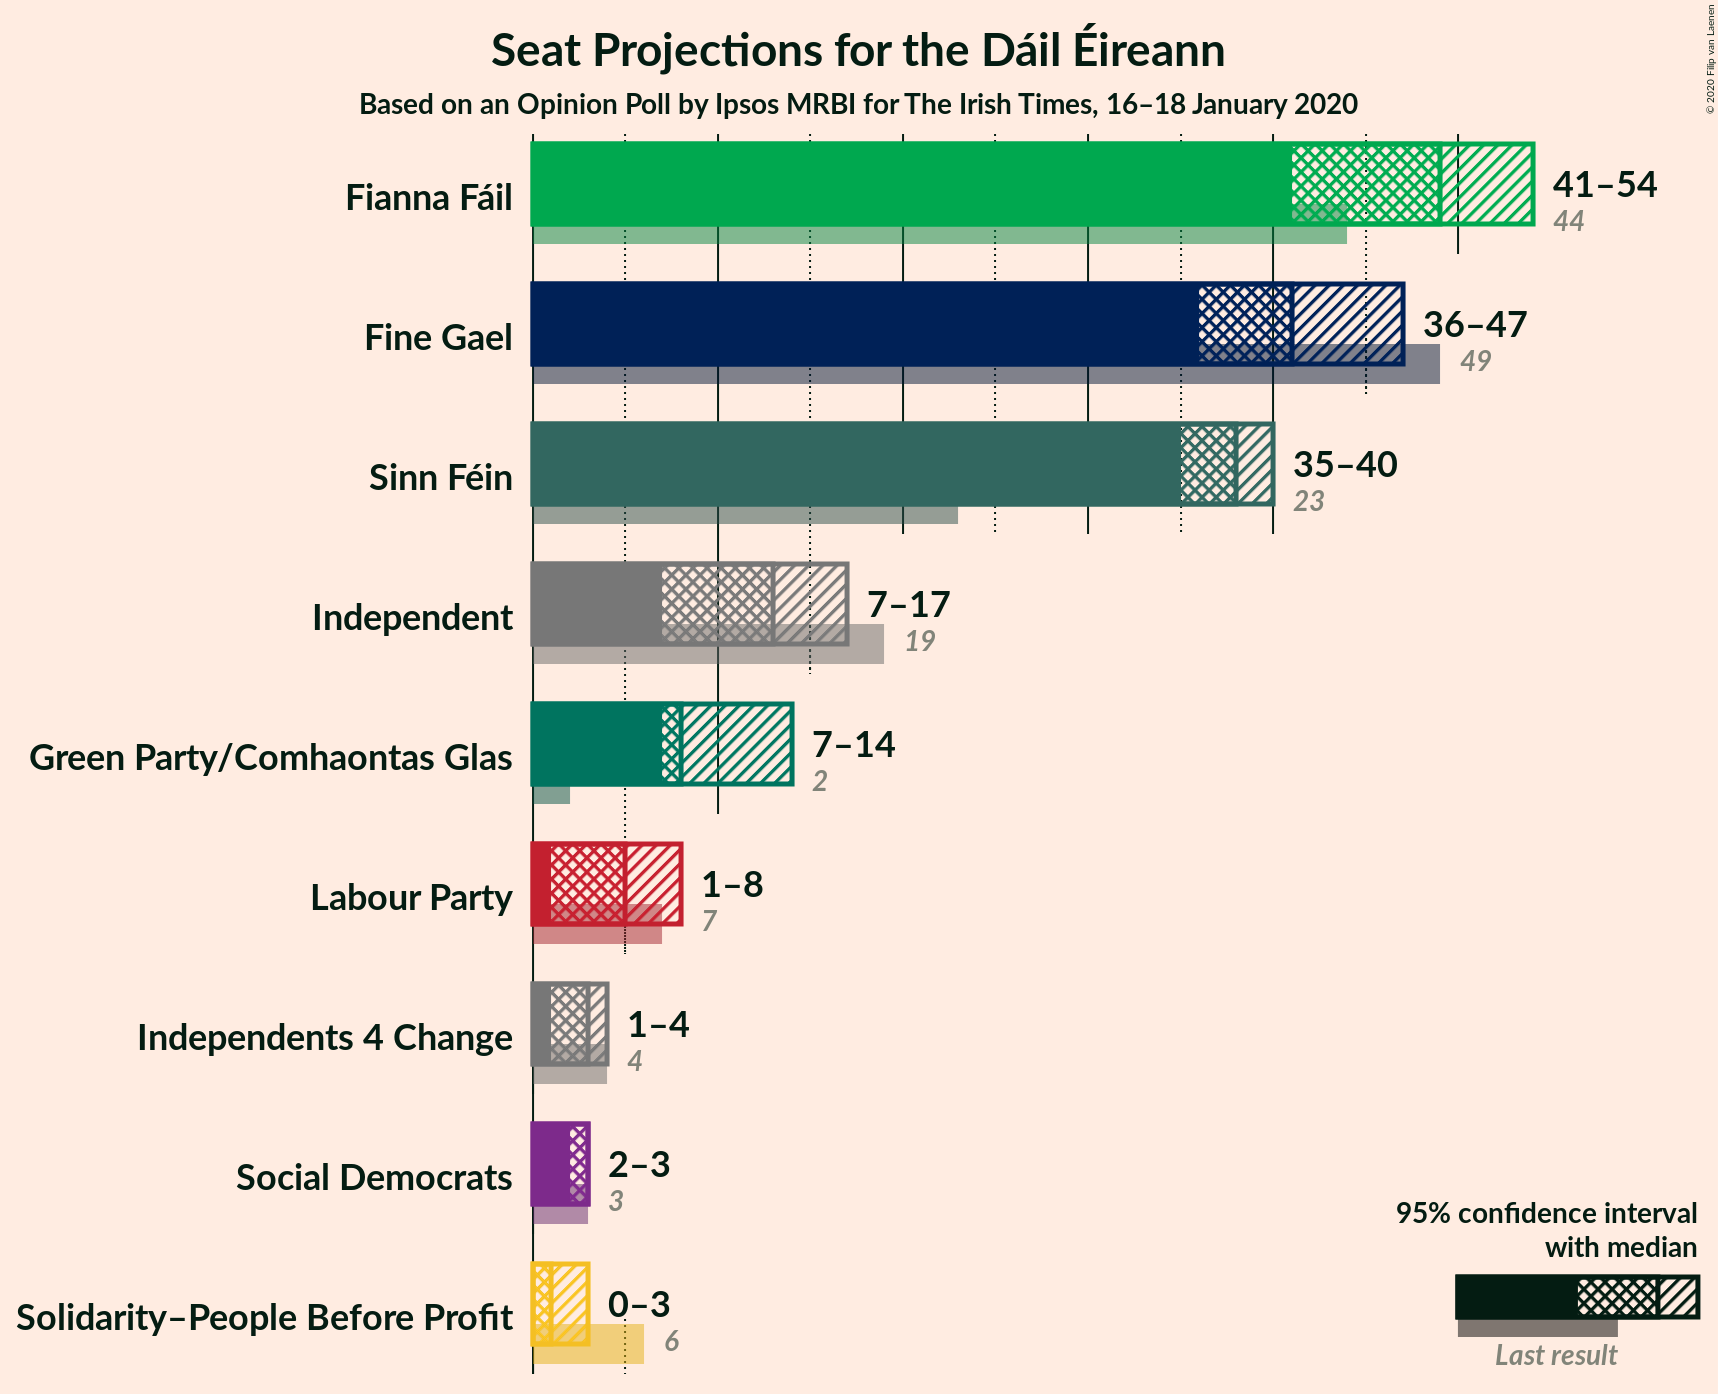 Seat Projections for the Dáil Éireann
Based on an Opinion Poll by Ipsos MRBI for The Irish Times, 16–18 January 2020
© 2020 Filip van Laenen
Fianna Fáil
41–54
44
Fine Gael
36–47
49
Sinn Féin
35–40
23
Independent
7–17
19
Green Party/Comhaontas Glas
7–14
2
Labour Party
1–8
7
Independents 4 Change
1–4
4
Social Democrats
2–3
3
Solidarity–People Before Profit
0–3
6
95% confidence interval
with median
Last result